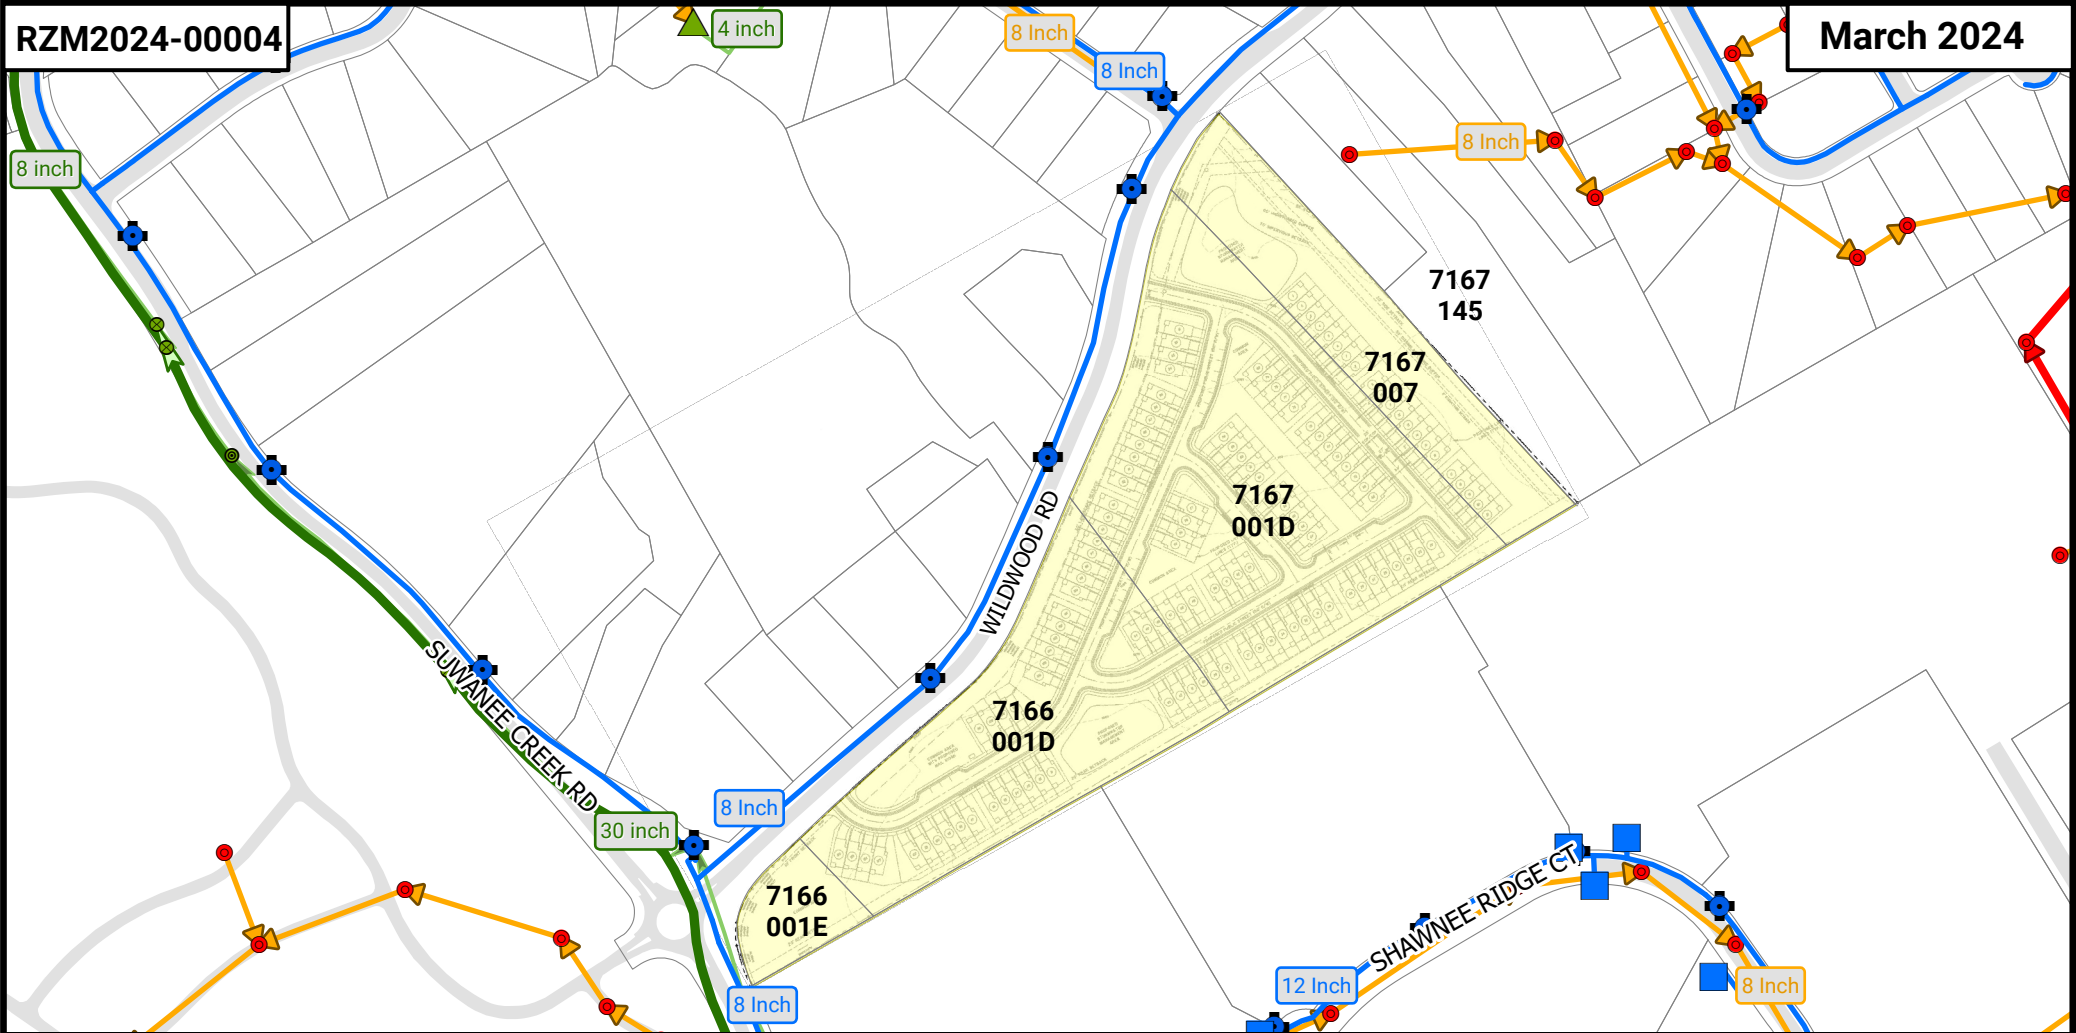 RZM2024-00004
4 inch
8 Inch
8 Inch
March 2024
8 inch
8 Inch
7167
145
7167
007
7167
001D
WILDWOOD RD
SUWANEE CREEK RD
7166
001D
8 Inch
30 inch
7166
001E
SHAWNEE RIDGE CT
12 Inch
8 Inch
8 Inch